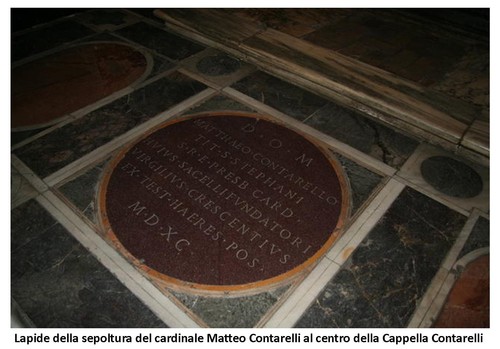 D O M
MATTHAEO CONTARELLO
TIT·S·STEPHANI
S·R·E·PRESB CARD.
HVIVS SACELLI FVNDATORI
VIRGILIVS CRESCENTIVS
EX·TEST·HAERES·POS.
M·D·XC·
Lapide della sepoltura del cardinale Matteo Contarelli al centro della Cappella Contarelli